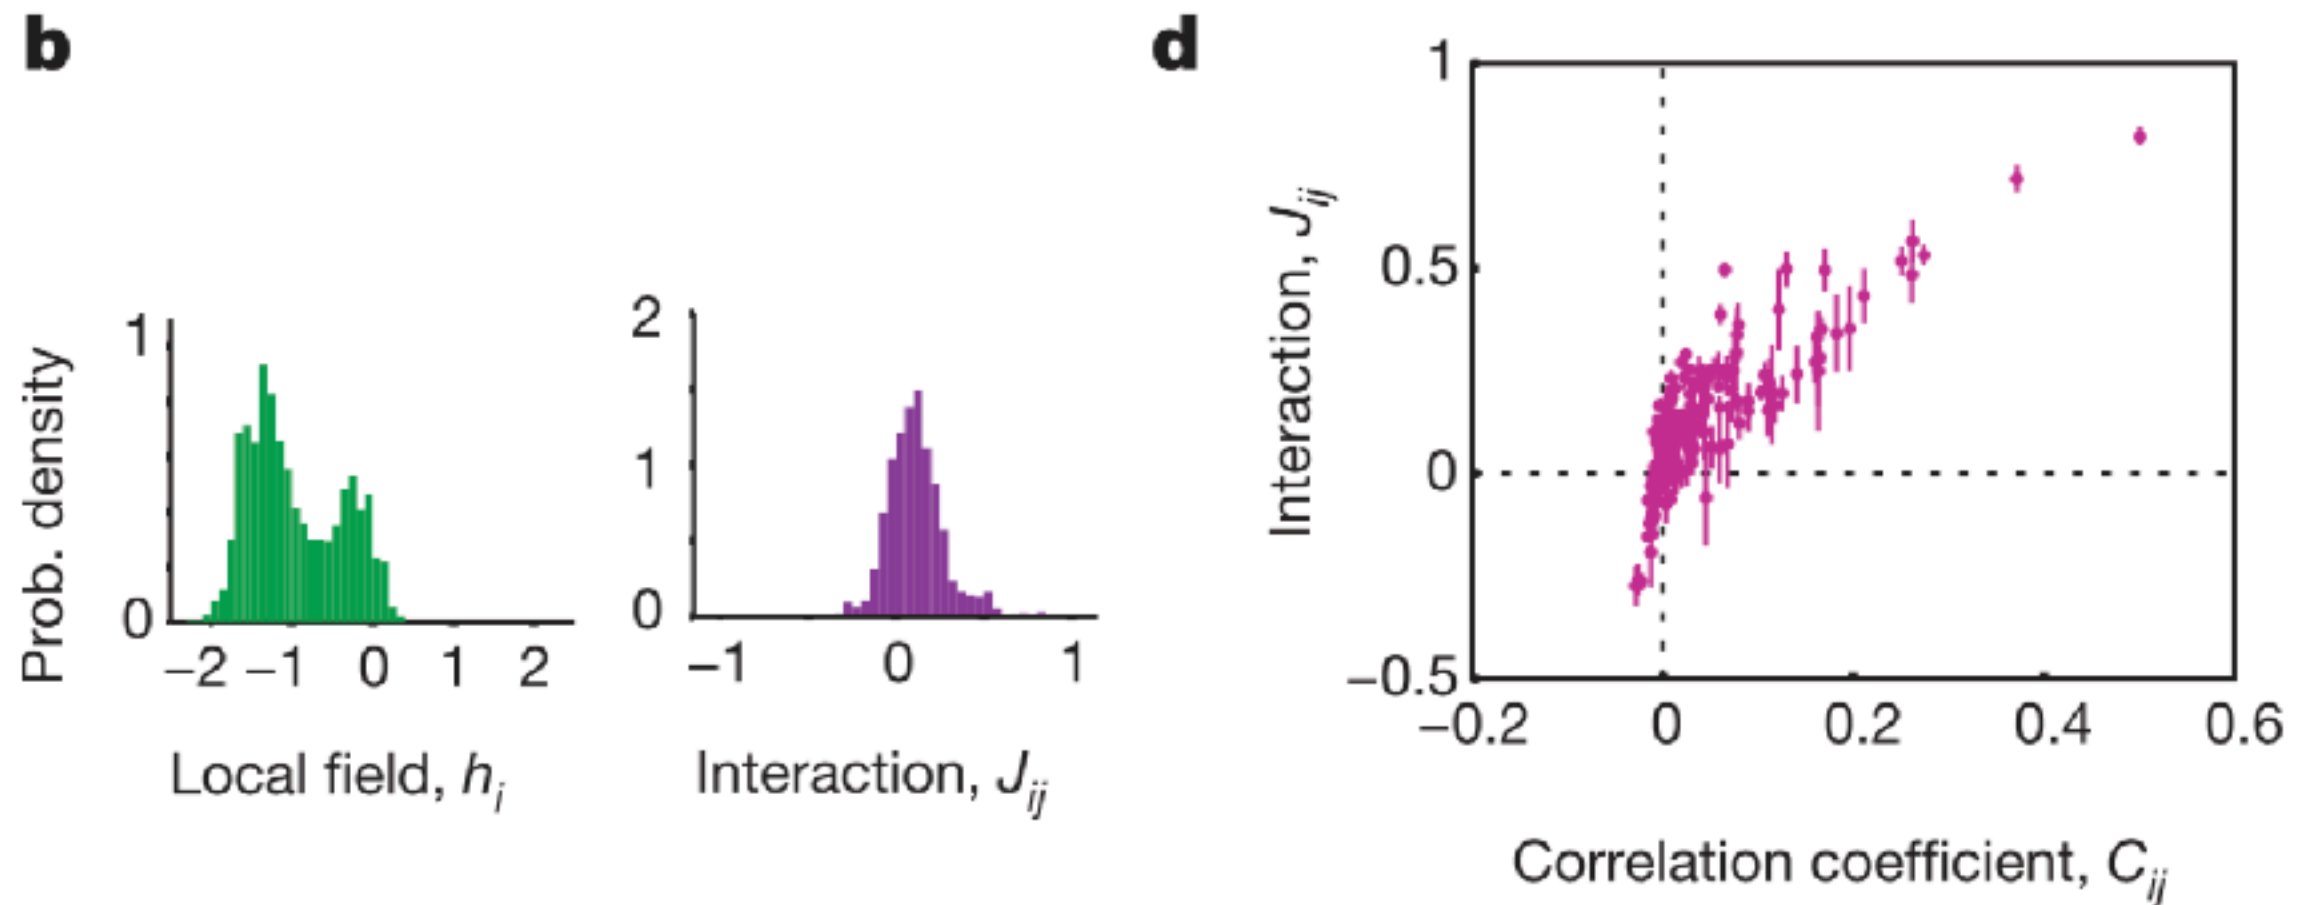 b
Prob. density
1
0
−2 −1 0 1 2
Local field, hi
2
1
0
−1 0 1
Interaction, Jij
d
Interaction, Jij
1
0.5
0
−0.5
−0.2 0 0.2 0.4 0.6
Correlation coefficient, Cij